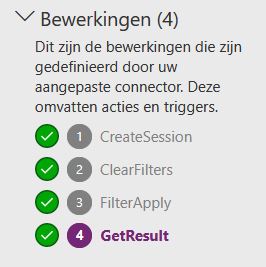 Bewerkingen (4)
Dit zijn de bewerkingen die zijn
gedefinieerd door uw
aangepaste connector. Deze
omvatten acties en triggers.
1 CreateSession
2 ClearFilters
3 FilterApply
4 GetResult